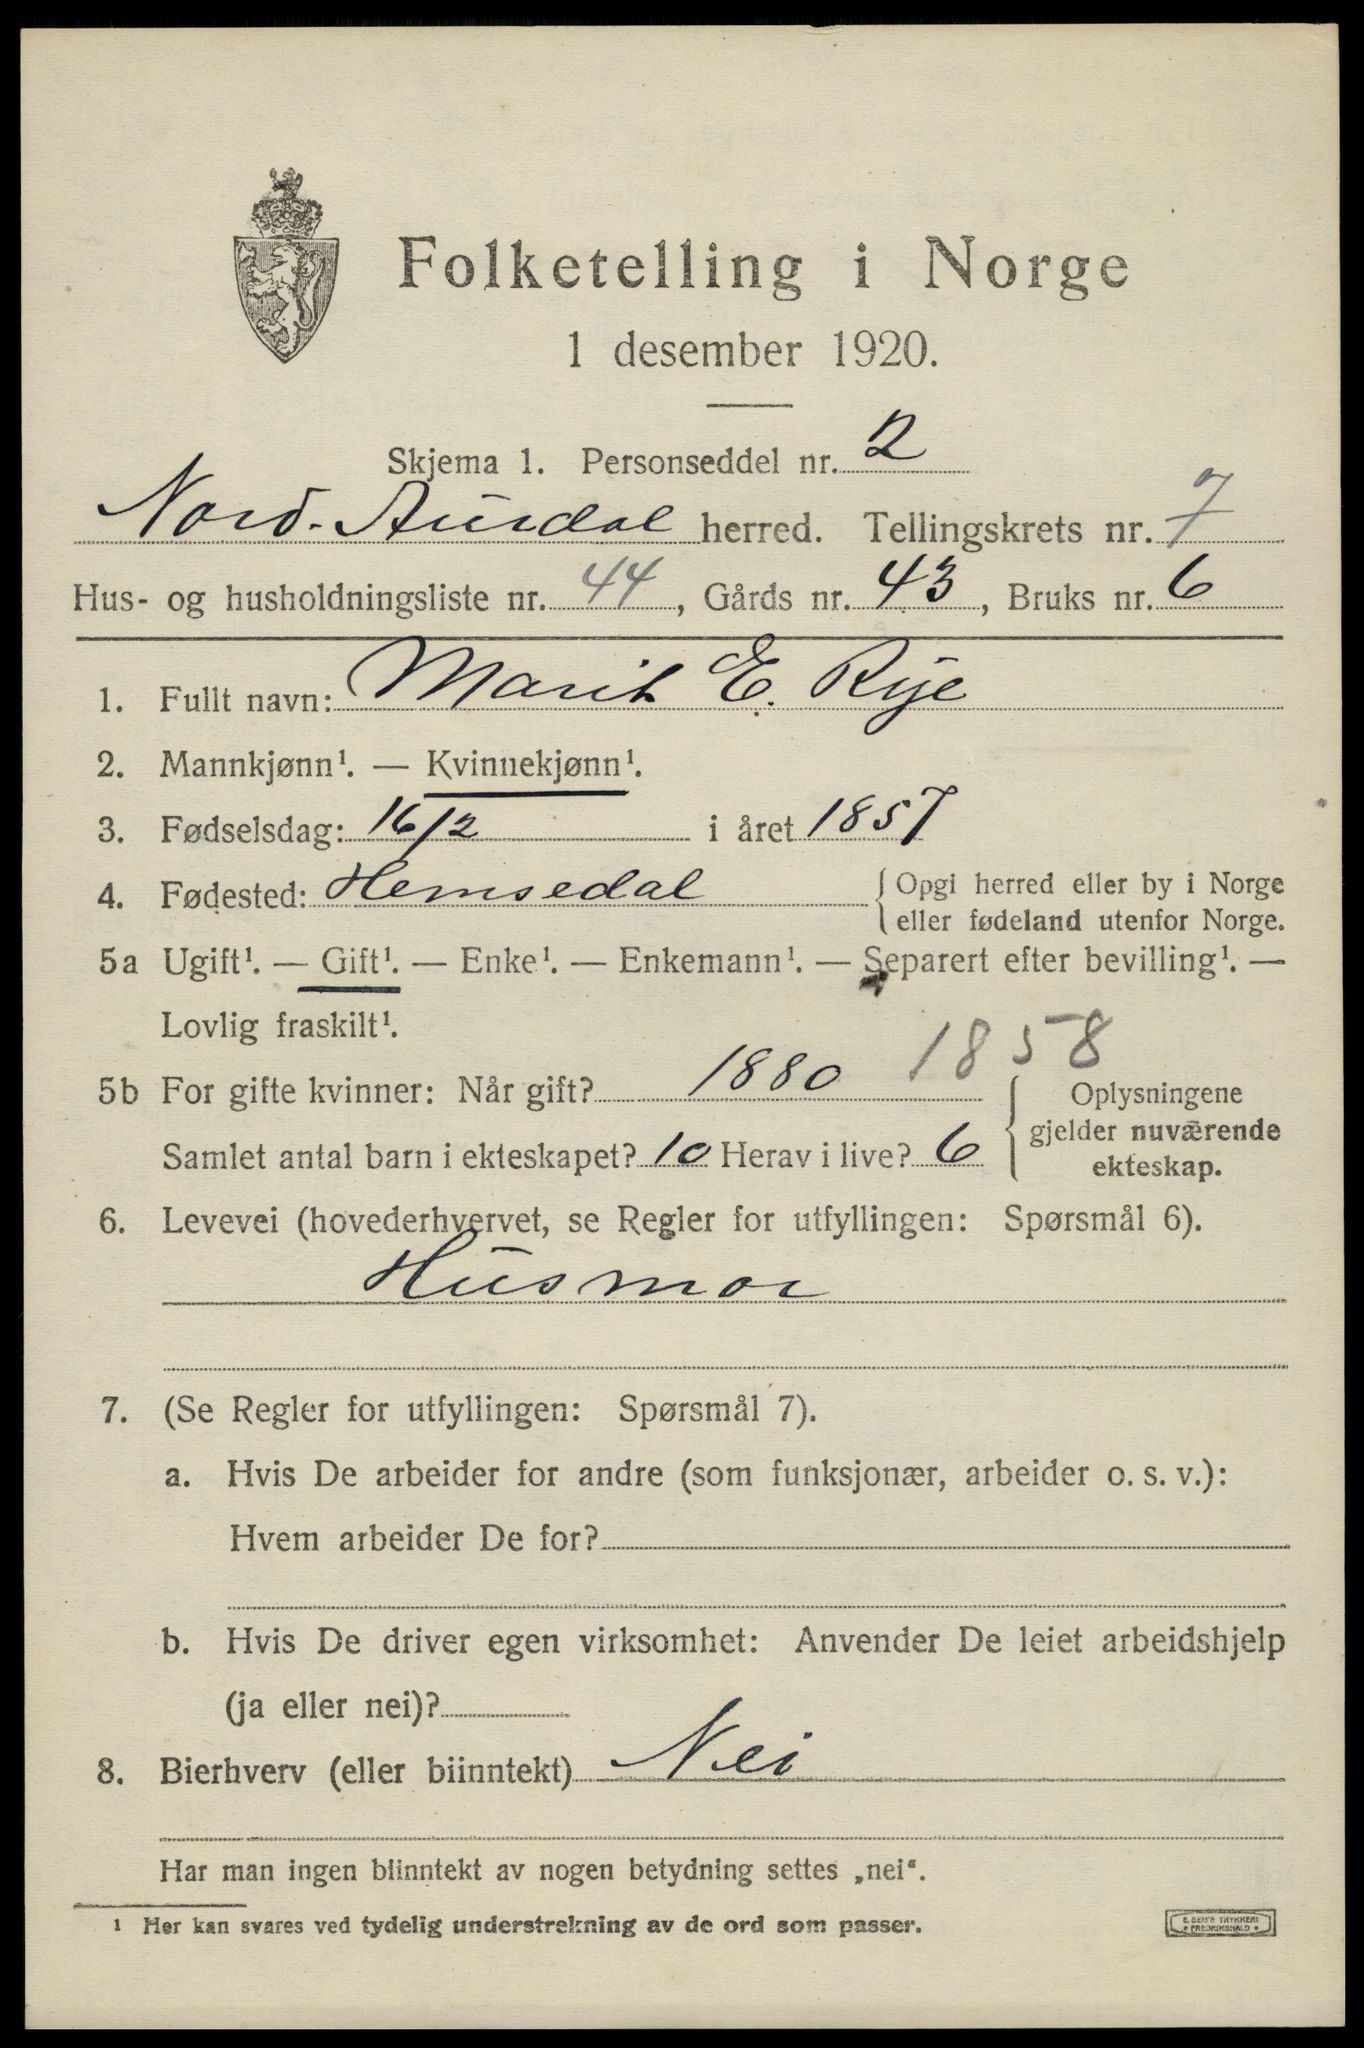 Folketelling i Norge
1 desember 1920.
Skjema 1. Personseddel nr. 2
Nord-Aurdal herred. Tellingskrets nr. 7
Hus- og husholdningsliste nr. 44, Gårds nr. 43, Bruks nr. 6
1. Fullt navn: Marit E. Rye
2. Mannkjønn¹. — Kvinnekjønn¹.
3. Fødselsdag: 16/2 i året 1857
4. Fødested: Hemsedal { Opgi herred eller by i Norge
eller fødeland utenfor Norge.
5a Ugift¹. — Gift¹. — Enke¹. — Enkemann¹. — Separert efter bevilling¹. —
Lovlig fraskilt¹.
1858
5b For gifte kvinner: Når gift? 1880 { Oplysningene
gjelder nuværende
Samlet antal barn i ekteskapet? 10 Herav i live? 6
ekteskap.
6. Levevei (hovederhvervet, se Regler for utfyllingen: Spørsmål 6).
Husmor
7. (Se Regler for utfyllingen: Spørsmål 7).
a. Hvis De arbeider for andre (som funksjonær, arbeider o. s. v.):
Hvem arbeider De for?
b. Hvis De driver egen virksomhet: Anvender De leiet arbeidshjelp
(ja eller nei)?
8. Bierhverv (eller biinntekt) Nei
Har man ingen biinntekt av nogen betydning settes „nei“.
¹ Her kan svares ved tydelig understrekning av de ord som passer.
E. SEM'S TRYKKERI
FREDRIKSHALD